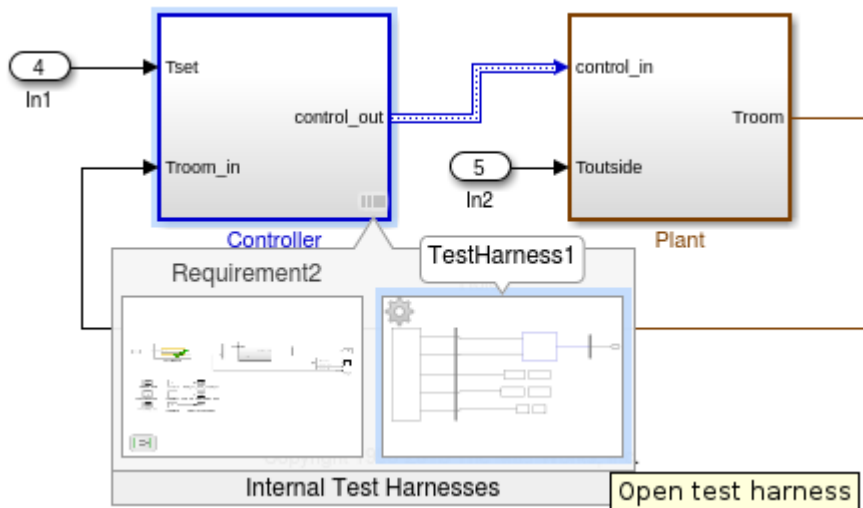 4
In1
Tset
control_out
Troom_in
Controller
5
In2
control_in
Troom
Toutside
Plant
Requirement2
TestHarness1
Internal Test Harnesses
Open test harness